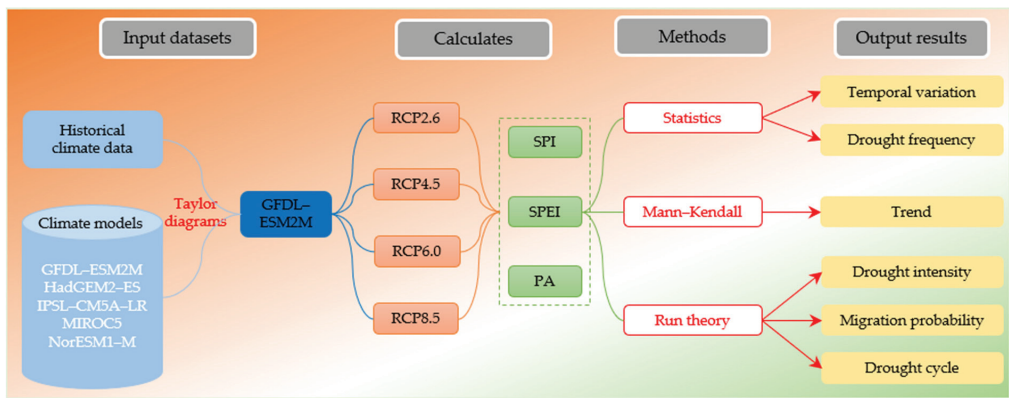 Input datasets
Calculates
Methods
Output results
Historical
climate data
Climate models
GFDL–ESM2M
HadGEM2–ES
IPSL–CM5A–LR
MIROC5
NorESM1–M
Taylor
diagrams
GFDL–
ESM2M
RCP2.6
RCP4.5
RCP6.0
RCP8.5
SPI
SPEI
PA
Statistics
Mann–Kendall
Run theory
Temporal variation
Drought frequency
Trend
Drought intensity
Migration probability
Drought cycle